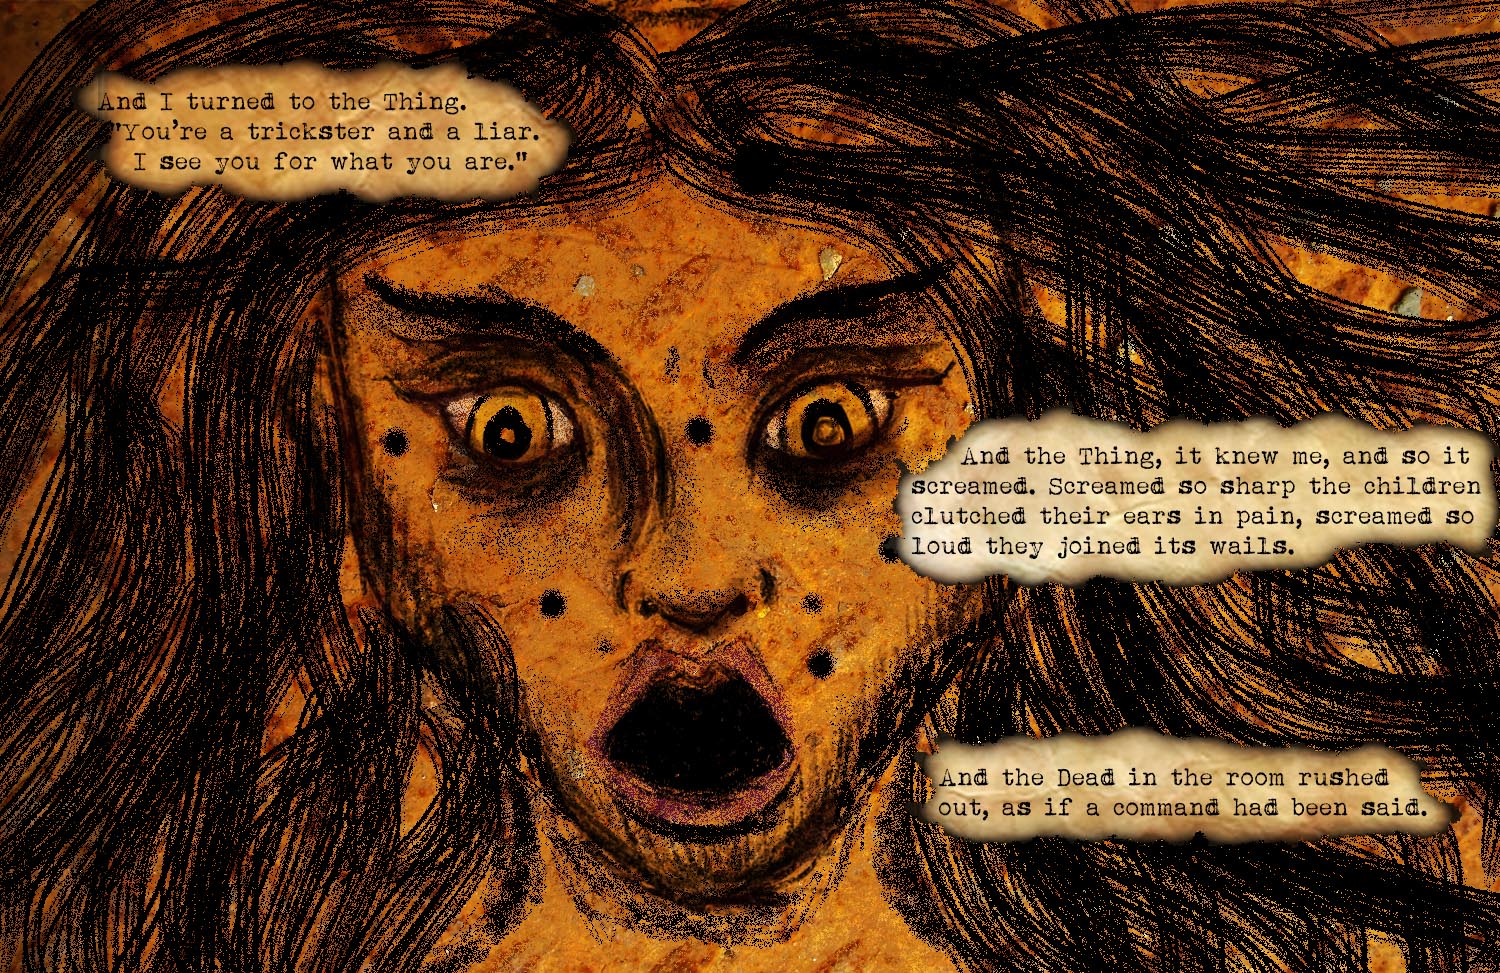 And I turned to the Thing.
"You’re a trickster and a liar.
I see you for what you are."
And the Thing, it knew me, and so it
screamed. Screamed so sharp the children
clutched their ears in pain, screamed so
loud they joined its wails.
And the Dead in the room rushed
out, as if a command had been said.